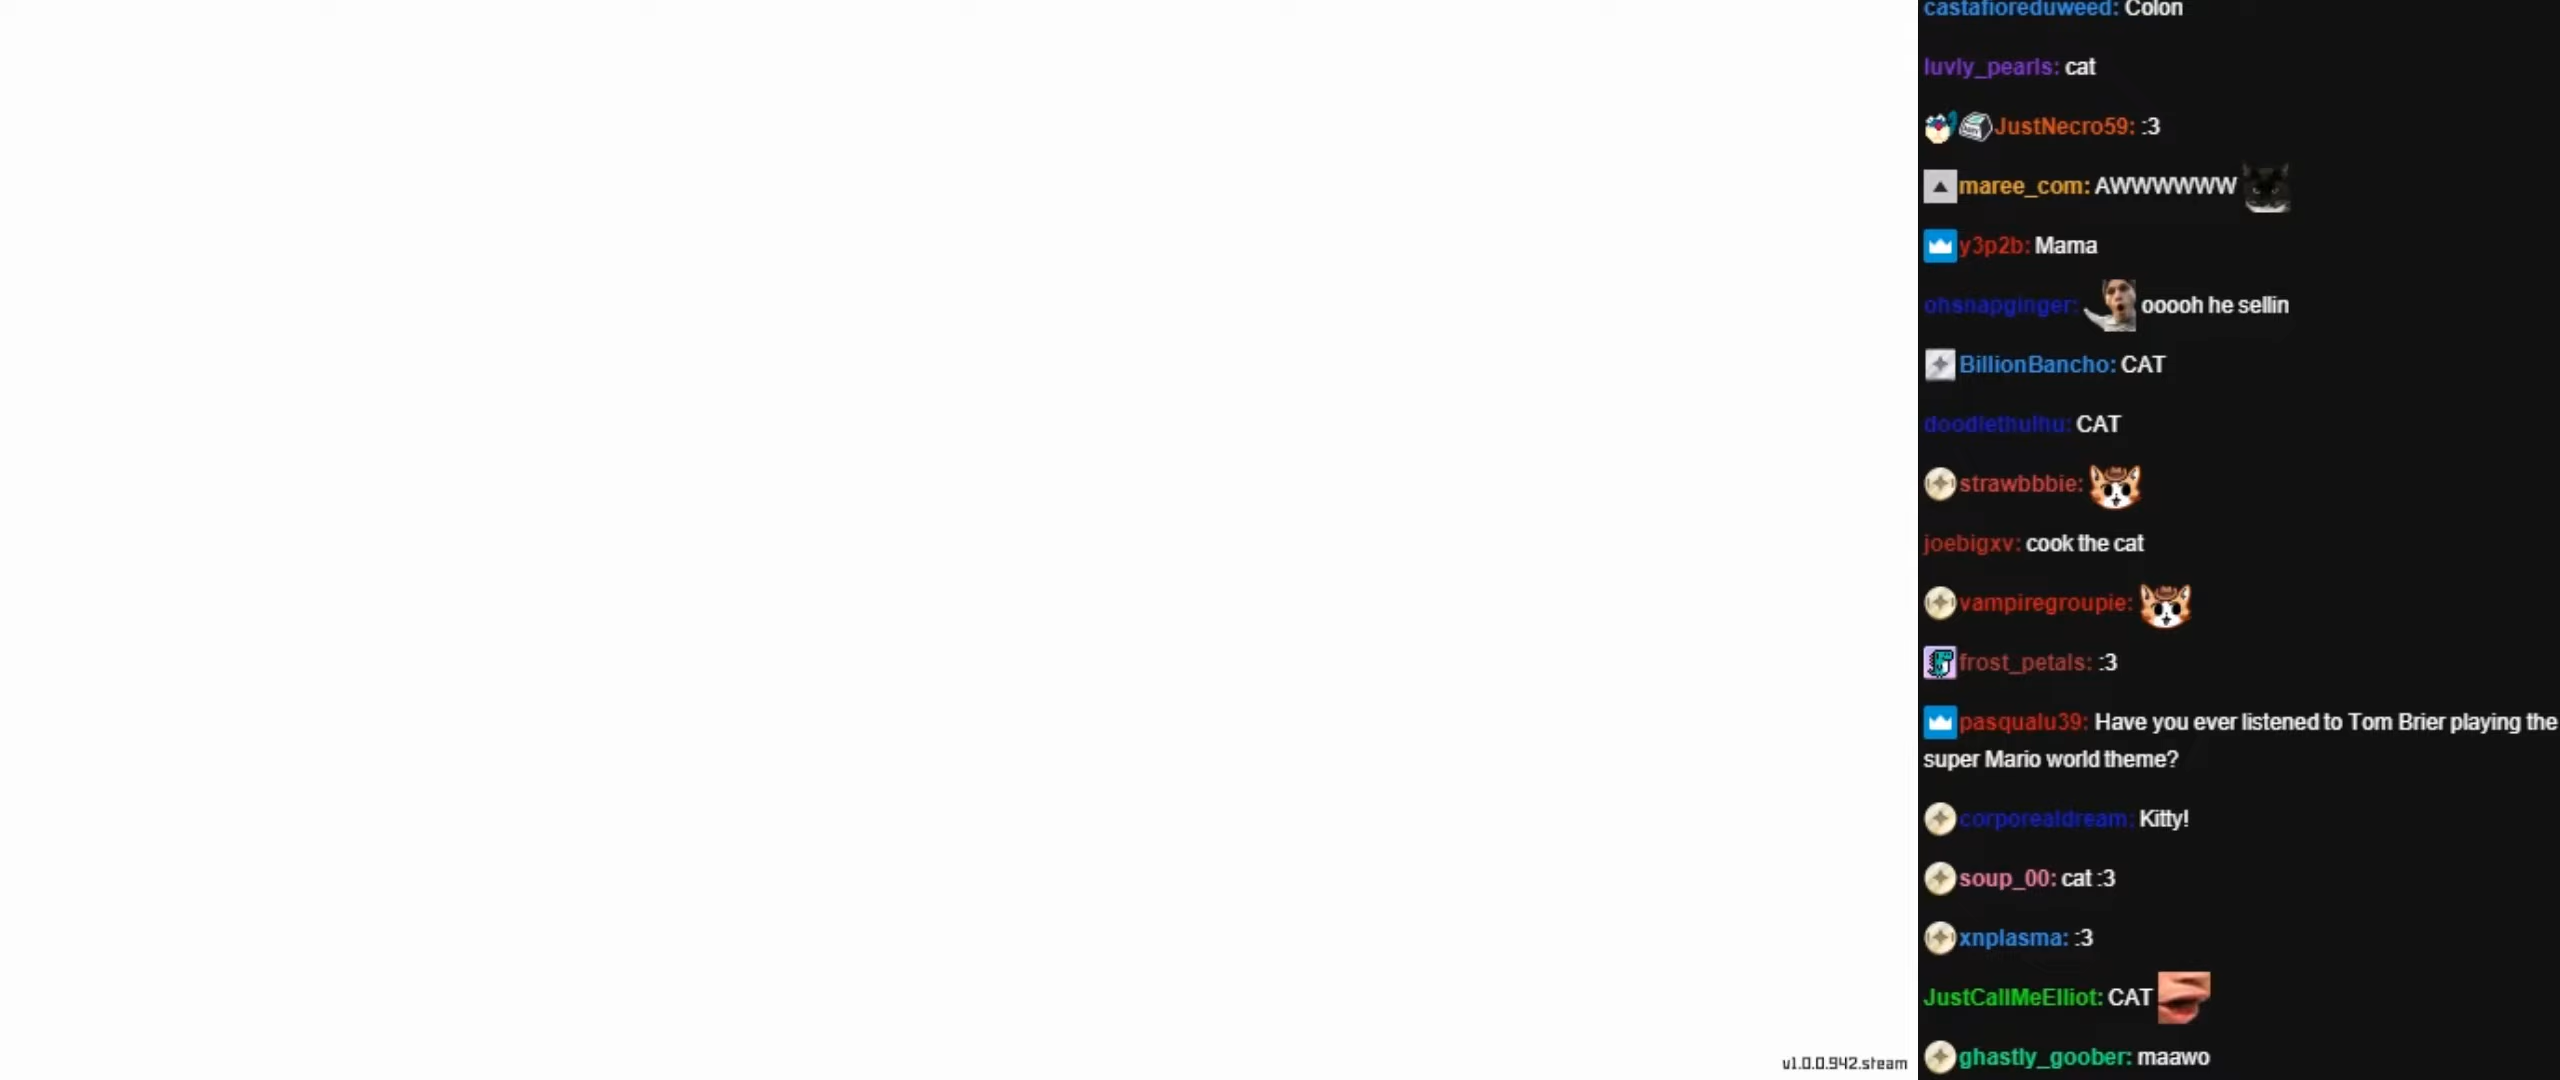 castafioreduweed: Colon
luvly_pearls: cat
JustNecro59: :3
maree_com: AWWWWWW
y3p2b: Mama
ohsnapginger: ooooh he sellin
BillionBancho: CAT
doodlethulhu: CAT
strawbbbie:
joebigxv: cook the cat
vampiregroupie:
frost_petals: :3
pasqualu39: Have you ever listened to Tom Brier playing the
super Mario world theme?
corporealdream: Kitty!
soup_00: cat :3
xnplasma: :3
JustCallMeElliot: CAT
ghastly_goober: maawo
v1.0.0.942.steam